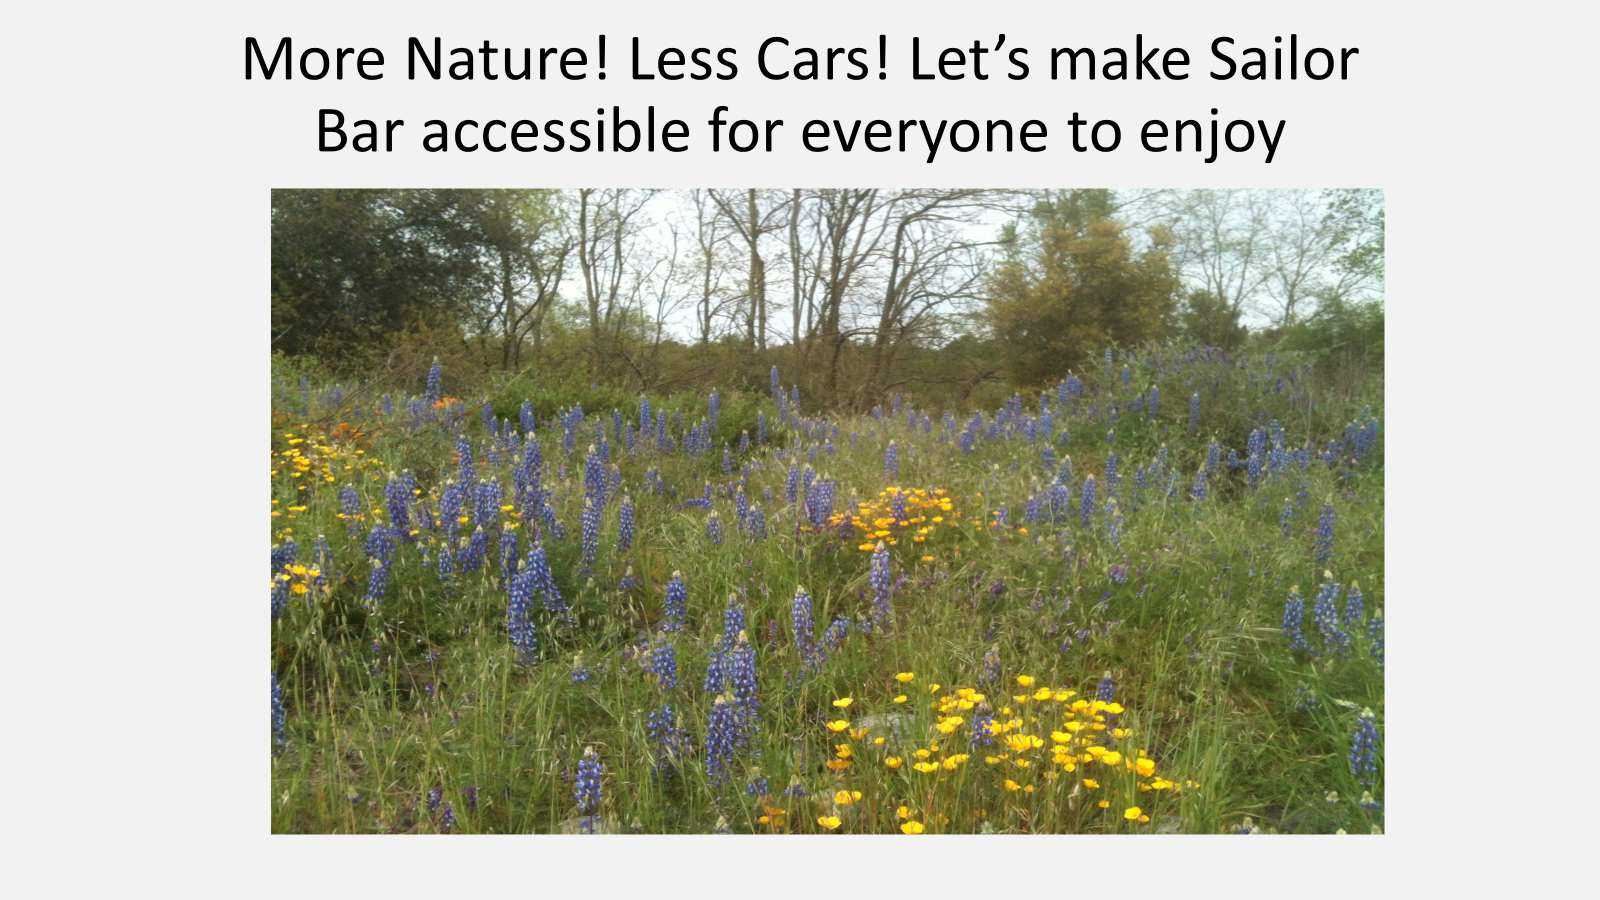 More Nature! Less Cars! Let’s make Sailor
Bar accessible for everyone to enjoy